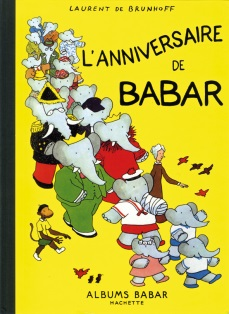 LAURENT DE BRUNHOFF
L'ANNIVERSAIRE
DE
BABAR
ALBUMS BABAR
HACHETTE